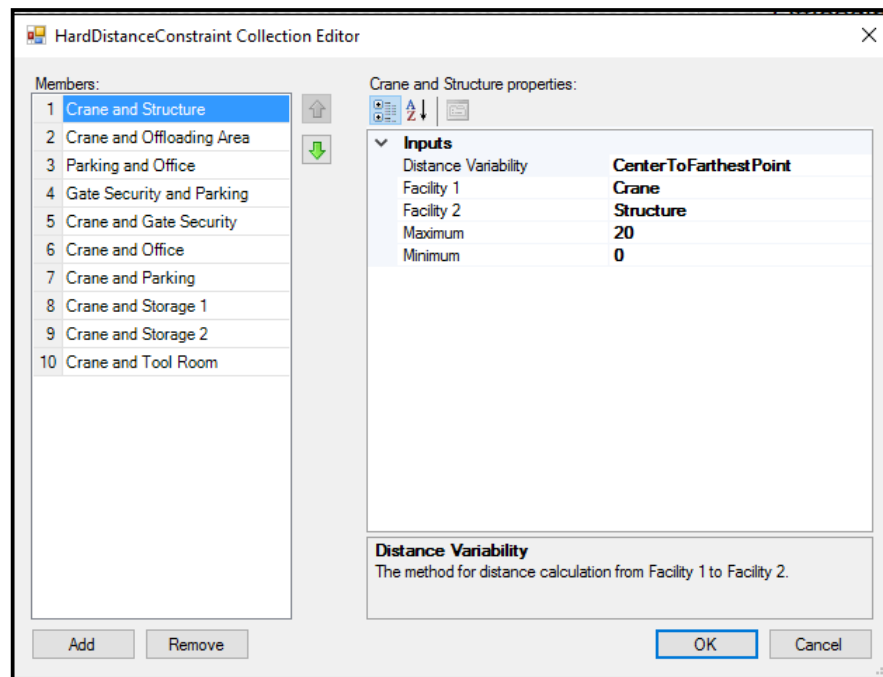 HardDistanceConstraint Collection Editor
Members:
1 Crane and Structure
2 Crane and Offloading Area
3 Parking and Office
4 Gate Security and Parking
5 Crane and Gate Security
6 Crane and Office
7 Crane and Parking
8 Crane and Storage 1
9 Crane and Storage 2
10 Crane and Tool Room
Add Remove
Crane and Structure properties:
Inputs
Distance Variability CenterToFarthestPoint
Facility 1 Crane
Facility 2 Structure
Maximum 20
Minimum 0
Distance Variability
The method for distance calculation from Facility 1 to Facility 2.
OK Cancel